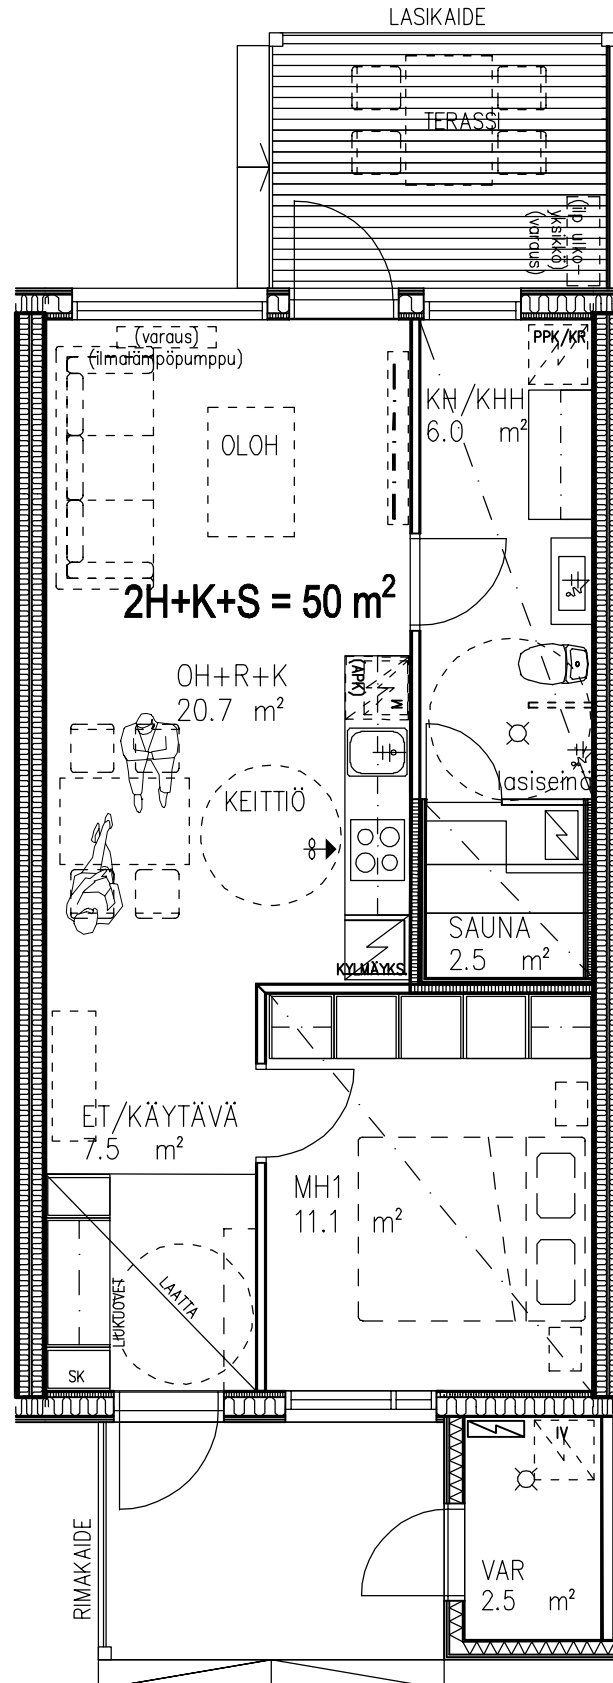 LASIKAIDE
TERASSI
(ilp ulko-
yksikkö)
(varaus)
(varaus)
(ilmalämpöpumppu)
PPK/KR
KH/KHH
6.0 m²
OLOH
2H+K+S = 50 m²
OH+R+K
20.7 m²
(APK)
M
lasiseinä
KEITTIÖ
SAUNA
2.5 m²
KYLMÄYKS.
ET/KÄYTÄVÄ
7.5 m²
MH1
11.1 m²
LIUKUOVET
LAATTA
SK
IV
RIMAKAIDE
VAR
2.5 m²